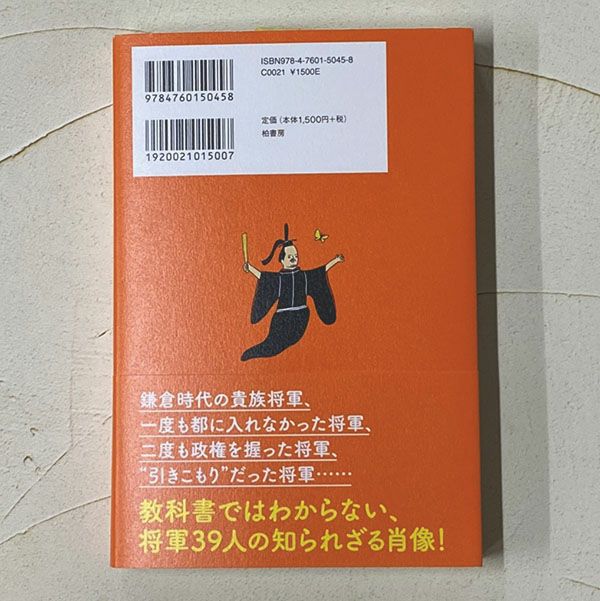 ISBN978-4-7601-5045-8
C0021 ¥1500E
9784760150458
定価(本体1,500円+税)
柏書房
1920021015007
鎌倉時代の貴族将軍、
一度も都に入れなかった将軍、
二度も政権を握った将軍、
“引きこもり”だった将軍……
教科書ではわからない、
将軍39人の知られざる肖像!